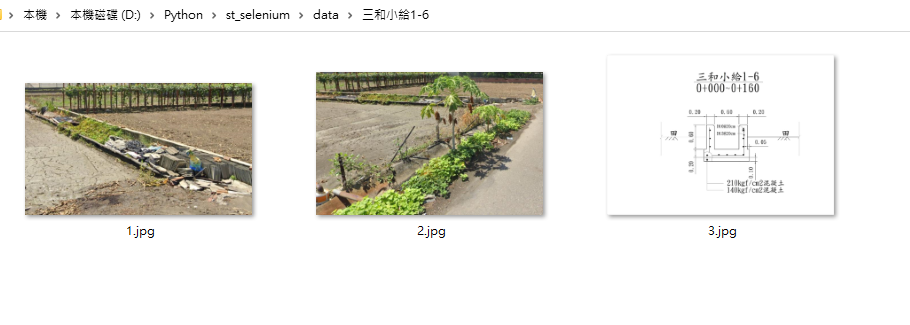 本機 > 本機磁碟 (D:) > Python > st_selenium > data > 三和小給1-6
三和小給1-6
0+000~0+160
0.20 0.60 0.20
0.60
0.05
0.20
0.10
210kgf/cm2混凝土
140kgf/cm2混凝土
1.jpg 2.jpg 3.jpg